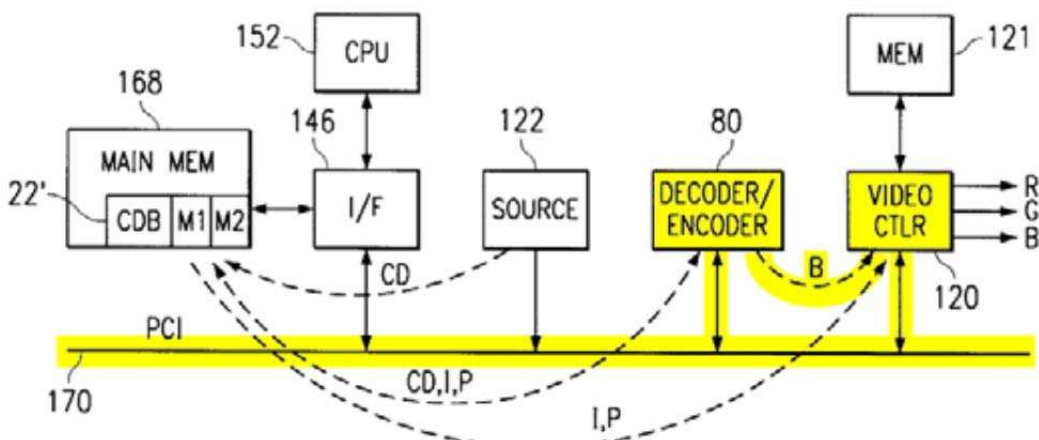 152
CPU
MEM
121
168
146
122
80
MAIN MEM
22'
CDB
M1
M2
I/F
SOURCE
DECODER/
ENCODER
VIDEO
CTLR
R
G
B
120
CD
B
PCI
170
CD,I,P
I,P